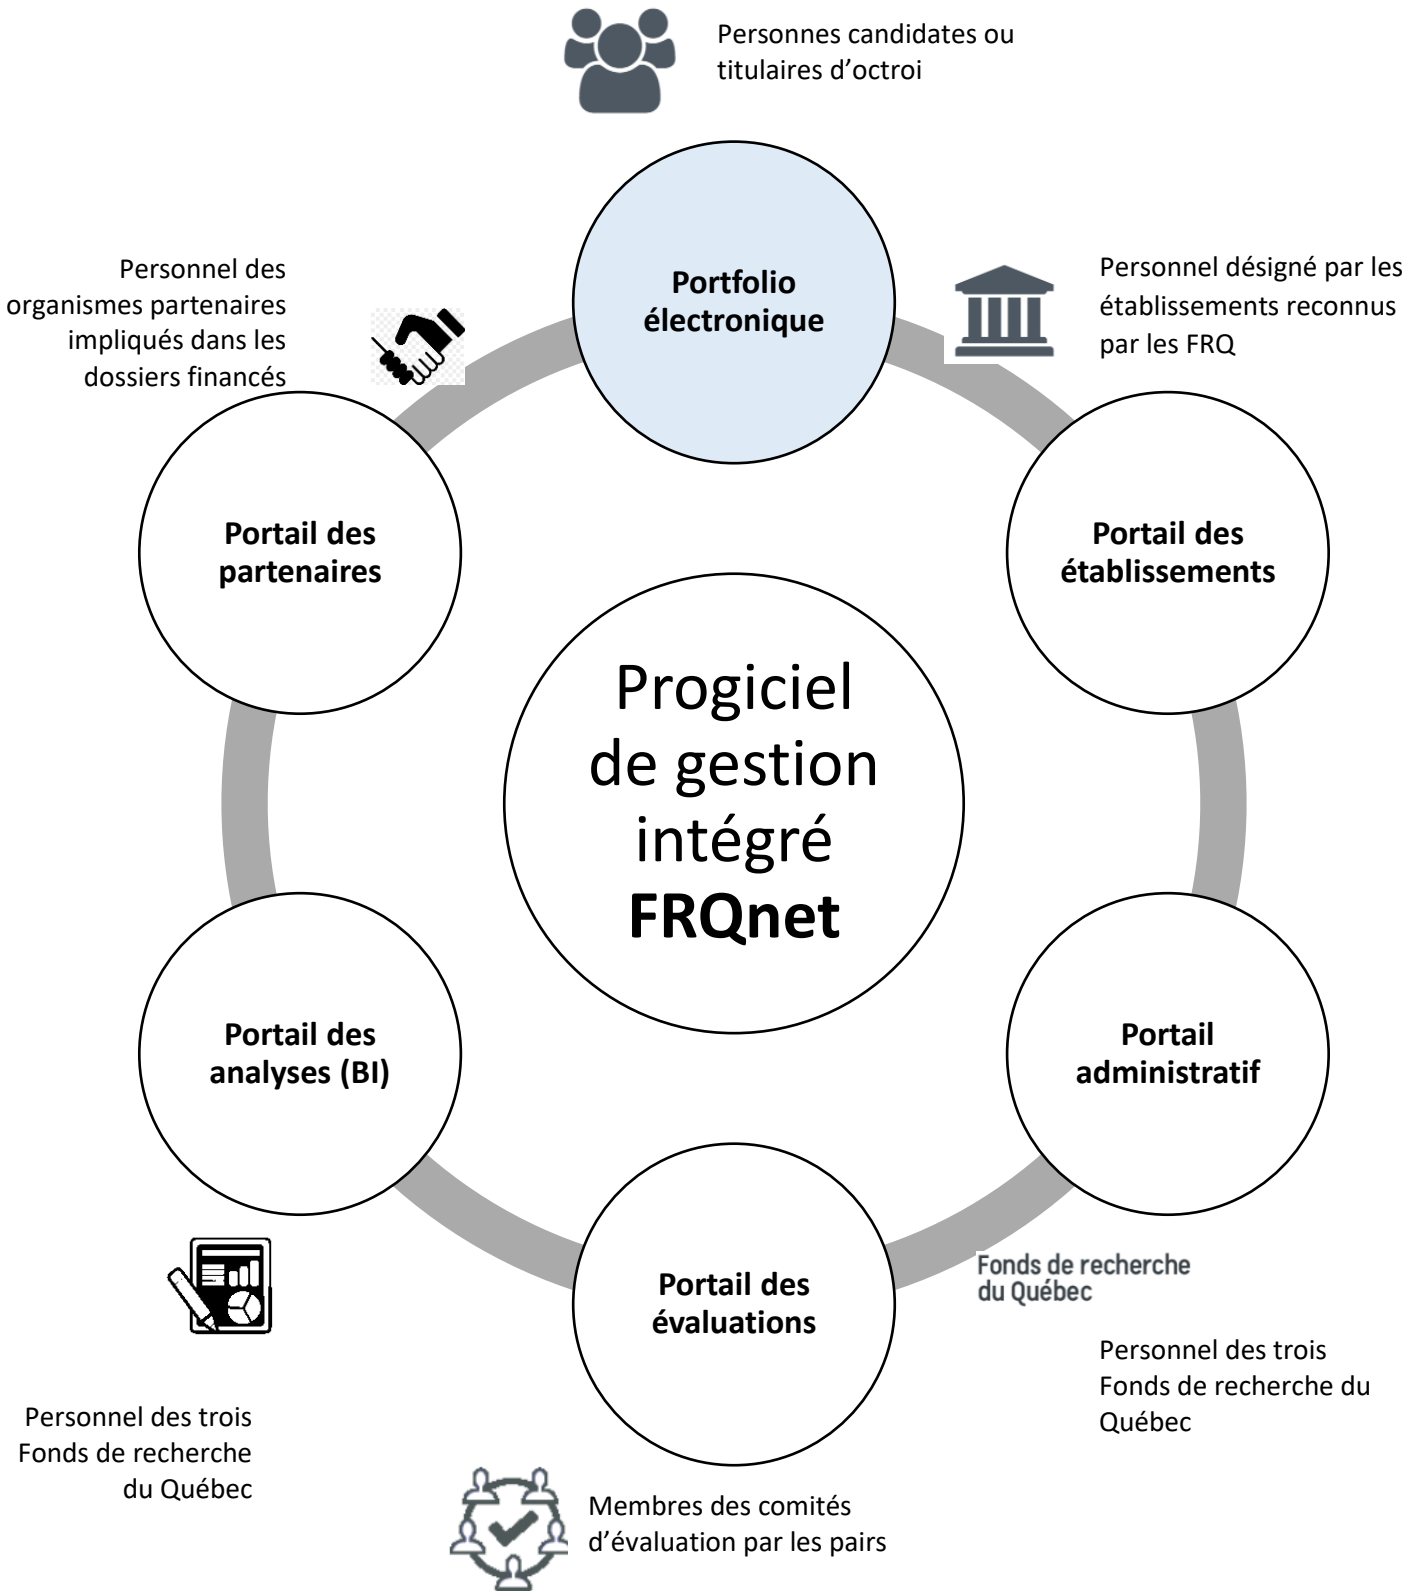 Personnes candidates ou
titulaires d’octroi
Portfolio
électronique
Personnel des
organismes partenaires
impliqués dans les
dossiers financés
Personnel désigné par les
établissements reconnus
par les FRQ
Portail des
partenaires
Portail des
établissements
Progiciel
de gestion
intégré
FRQnet
Portail des
analyses (BI)
Portail
administratif
Portail des
évaluations
Fonds de recherche
du Québec
Personnel des trois
Fonds de recherche du
Québec
Personnel des trois
Fonds de recherche
du Québec
Membres des comités
d’évaluation par les pairs